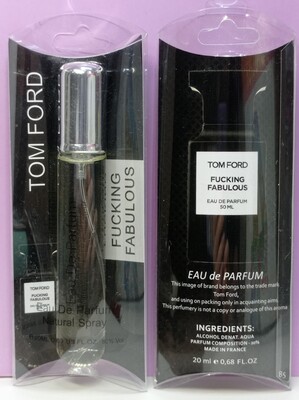 TOM FORD
FUCKING
FABULOUS
TOM FORD
FUCKING
FABULOUS
Eau De Parfum
Natural Spray
TOM FORD
FUCKING
FABULOUS
EAU DE PARFUM
50 ML
EAU de PARFUM
This image of brand belongs to the trade mark
Tom Ford,
and using on packing only in acquainting aims.
This perfumery is not a copy or analogue of this aroma
INGREDIENTS:
ALCOHOL DENAT, AQUA
PARFUM COMPOSITION - 20%
MADE IN FRANCE
20 ml e 0,68 FL.OZ
85